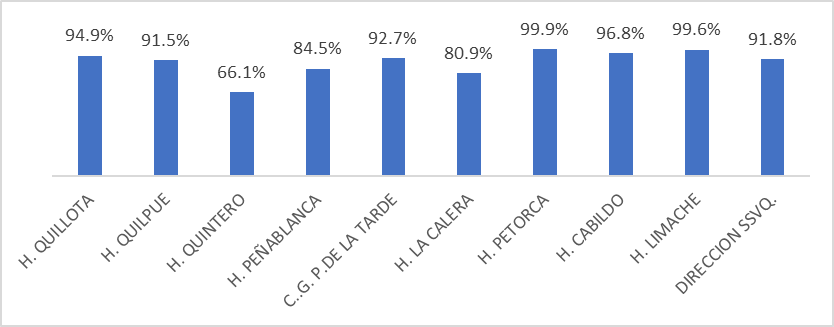 94.9%
91.5%
66.1%
84.5%
92.7%
80.9%
99.9%
96.8%
99.6%
91.8%
H. QUILLOTA
H. QUILPUE
H. QUINTERO
H. PEÑABLANCA
C..G. P.DE LA TARDE
H. LA CALERA
H. PETORCA
H. CABILDO
H. LIMACHE
DIRECCION SSVQ.